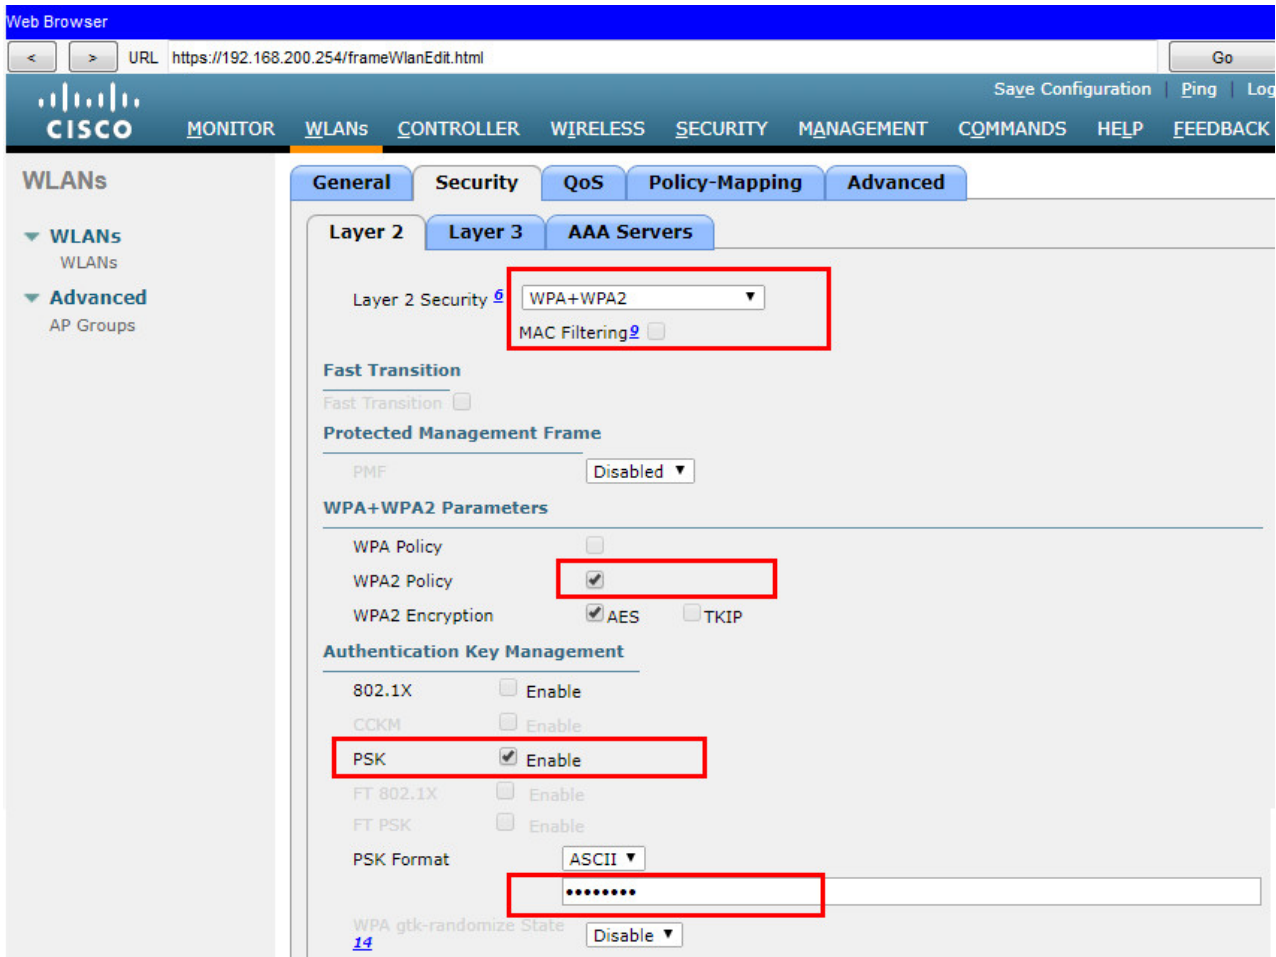 Web Browser
< > URL https://192.168.200.254/frameWlanEdit.html Go
Save Configuration | Ping | Log
CISCO MONITOR WLANs CONTROLLER WIRELESS SECURITY MANAGEMENT COMMANDS HELP FEEDBACK
WLANs
WLANs
WLANs
Advanced
AP Groups
General Security QoS Policy-Mapping Advanced
Layer 2 Layer 3 AAA Servers
Layer 2 Security 6 WPA+WPA2
MAC Filtering 9
Fast Transition
Fast Transition
Protected Management Frame
PMF Disabled
WPA+WPA2 Parameters
WPA Policy
WPA2 Policy
WPA2 Encryption AES TKIP
Authentication Key Management
802.1X Enable
CCKM Enable
PSK Enable
FT 802.1X Enable
FT PSK Enable
PSK Format ASCII
••••••••
WPA gtk-randomize State Disable
14